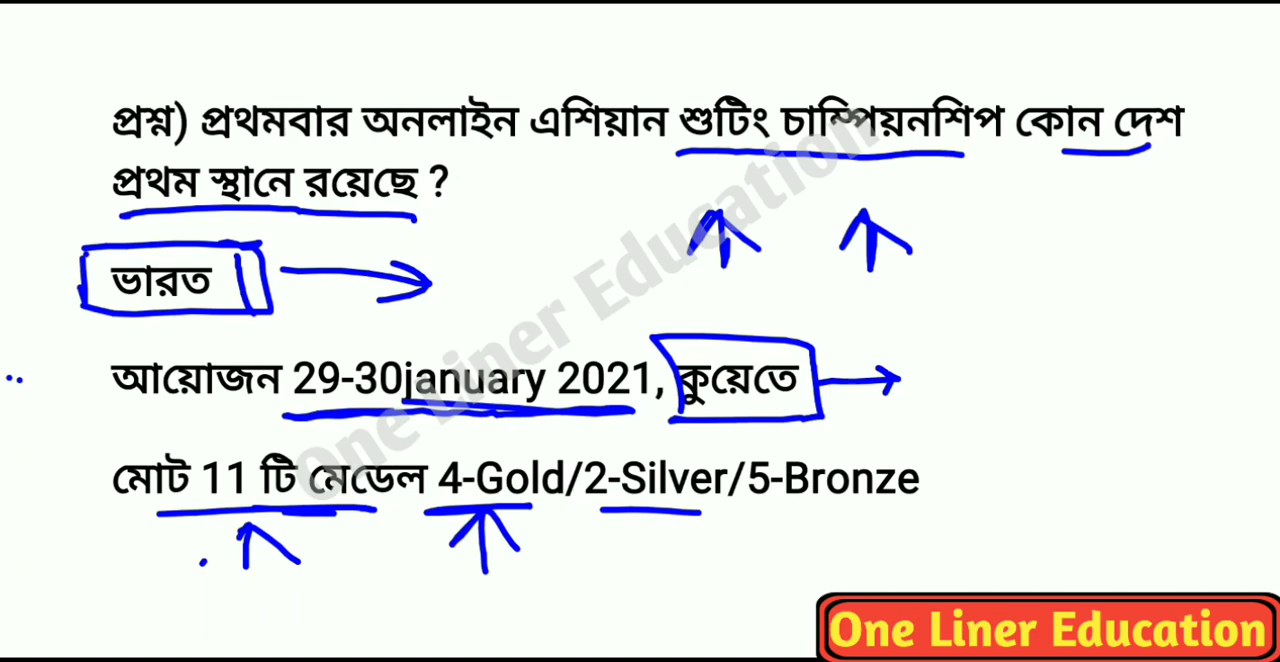 প্রশ্ন) প্রথমবার অনলাইন এশিয়ান শুটিং চাম্পিয়নশিপ কোন দেশ
প্রথম স্থানে রয়েছে ?
ভারত
আয়োজন 29-30january 2021, কুয়েতে
মোট 11 টি মেডেল 4-Gold/2-Silver/5-Bronze
One Liner Education
One Liner Education